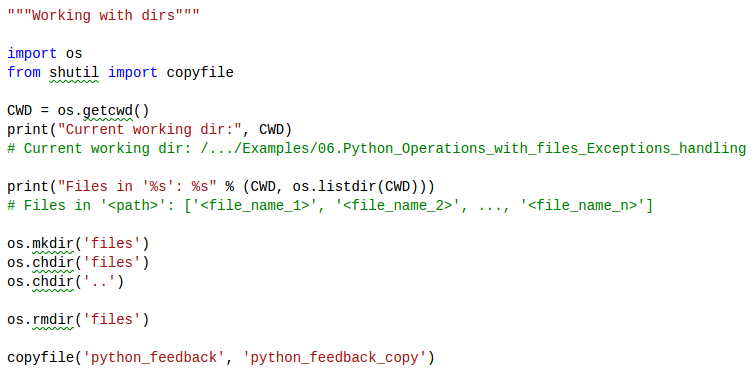 """Working with dirs"""
import os
from shutil import copyfile
CWD = os.getcwd()
print("Current working dir:", CWD)
# Current working dir: /.../Examples/06.Python_Operations_with_files_Exceptions_handling
print("Files in '%s': %s" % (CWD, os.listdir(CWD)))
# Files in '<path>': ['<file_name_1>', '<file_name_2>', ..., '<file_name_n>']
os.mkdir('files')
os.chdir('files')
os.chdir('..')
os.rmdir('files')
copyfile('python_feedback', 'python_feedback_copy')